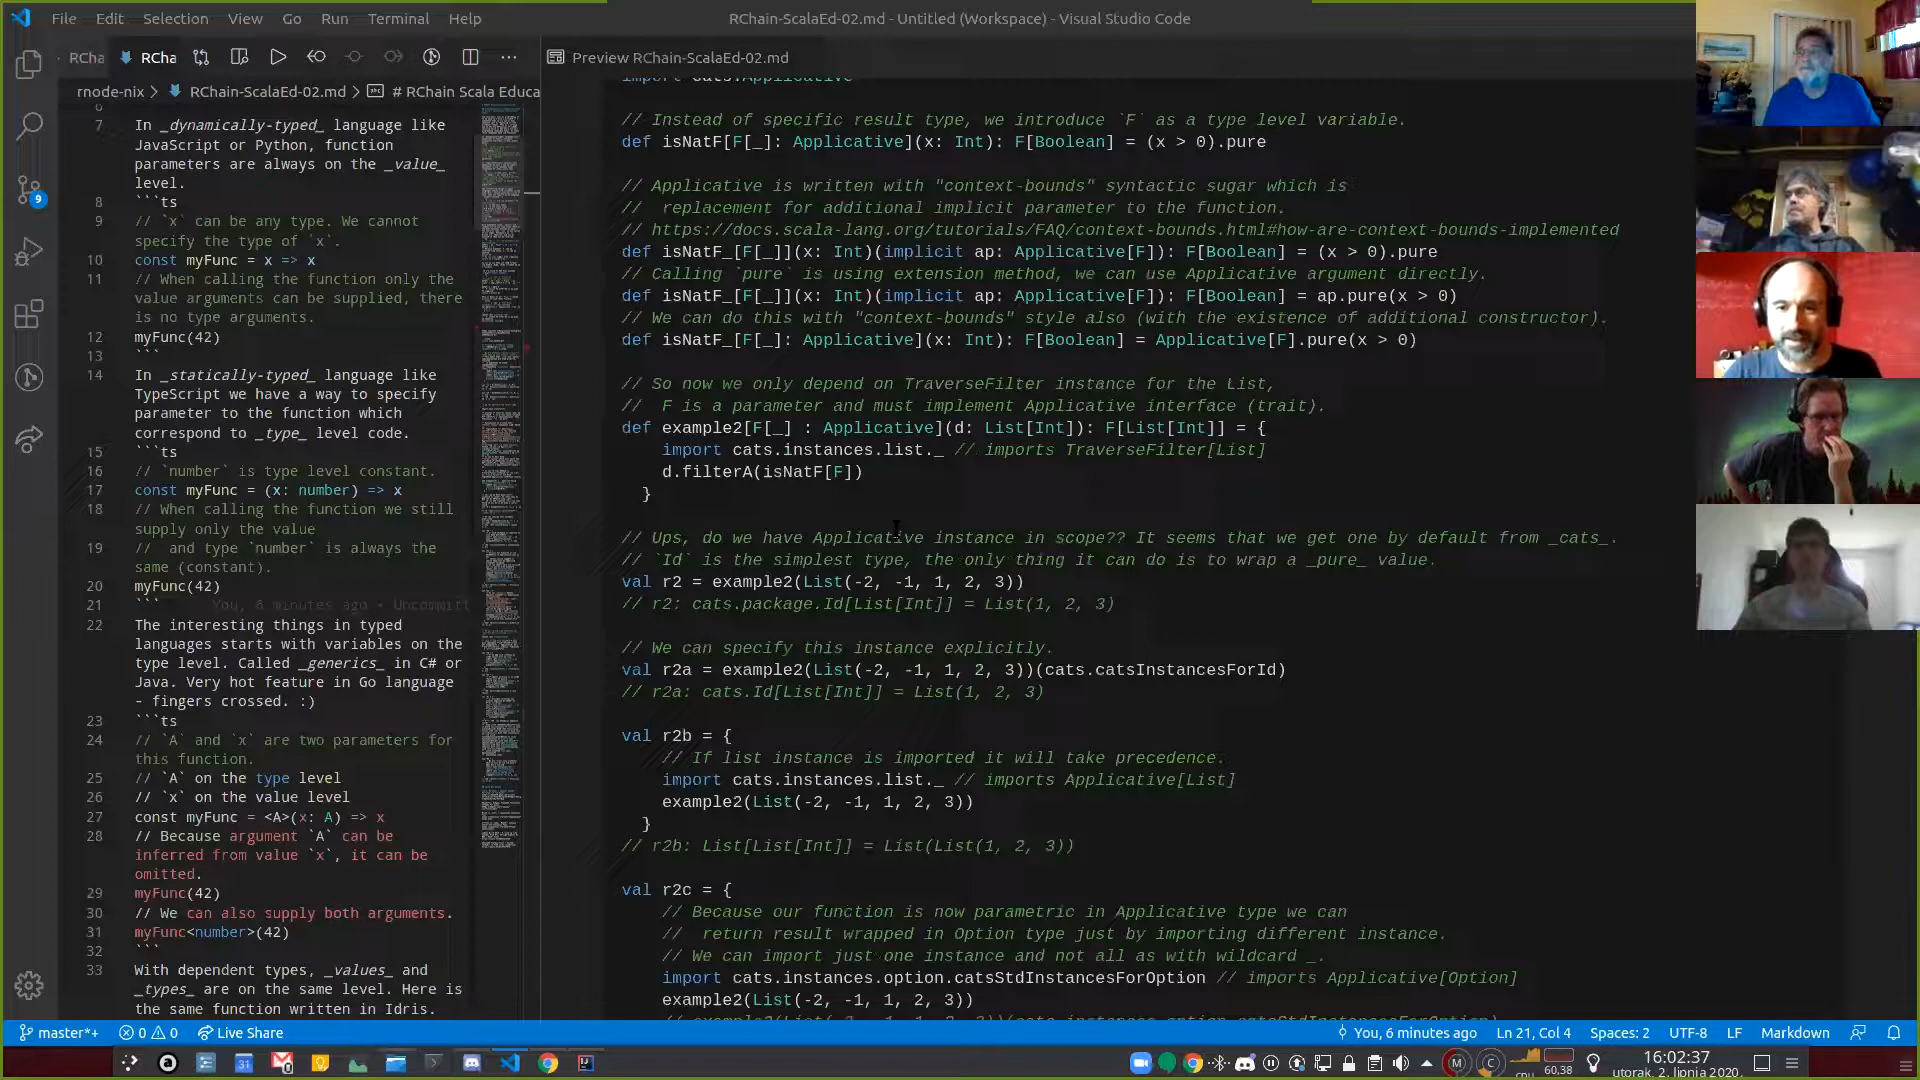 File Edit Selection View Go Run Terminal Help
RChain-ScalaEd-02.md - Untitled (Workspace) - Visual Studio Code
RCha
RCha
Preview RChain-ScalaEd-02.md
rnode-nix > RChain-ScalaEd-02.md > # RChain Scala Educa
6
7 In _dynamically-typed_ language like
JavaScript or Python, function
parameters are always on the _value_
level.
8 ```ts
9 // `x` can be any type. We cannot
specify the type of `x`.
10 const myFunc = x => x
11 // When calling the function only the
value arguments can be supplied, there
is no type arguments.
12 myFunc(42)
13 ```
14 In _statically-typed_ language like
TypeScript we have a way to specify
parameter to the function which
correspond to _type_ level code.
15 ```ts
16 // `number` is type level constant.
17 const myFunc = (x: number) => x
18 // When calling the function we still
supply only the value
19 // and type `number` is always the
same (constant).
20 myFunc(42)
21 ``` You, 6 minutes ago • Uncommitt
22 The interesting things in typed
languages starts with variables on the
type level. Called _generics_ in C# or
Java. Very hot feature in Go language
- fingers crossed. :)
23 ```ts
24 // `A` and `x` are two parameters for
this function.
25 // `A` on the type level
26 // `x` on the value level
27 const myFunc = <A>(x: A) => x
28 // Because argument `A` can be
inferred from value `x`, it can be
omitted.
29 myFunc(42)
30 // We can also supply both arguments.
31 myFunc<number>(42)
32 ```
33 With dependent types, _values_ and
_types_ are on the same level. Here is
the same function written in Idris.
import cats.Applicative
// Instead of specific result type, we introduce `F` as a type level variable.
def isNatF[F[_]: Applicative](x: Int): F[Boolean] = (x > 0).pure
// Applicative is written with "context-bounds" syntactic sugar which is
// replacement for additional implicit parameter to the function.
// https://docs.scala-lang.org/tutorials/FAQ/context-bounds.html#how-are-context-bounds-implemented
def isNatF_[F[_]](x: Int)(implicit ap: Applicative[F]): F[Boolean] = (x > 0).pure
// Calling `pure` is using extension method, we can use Applicative argument directly.
def isNatF_[F[_]](x: Int)(implicit ap: Applicative[F]): F[Boolean] = ap.pure(x > 0)
// We can do this with "context-bounds" style also (with the existence of additional constructor).
def isNatF_[F[_]: Applicative](x: Int): F[Boolean] = Applicative[F].pure(x > 0)
// So now we only depend on TraverseFilter instance for the List,
// F is a parameter and must implement Applicative interface (trait).
def example2[F[_] : Applicative](d: List[Int]): F[List[Int]] = {
import cats.instances.list._ // imports TraverseFilter[List]
d.filterA(isNatF[F])
}
// Ups, do we have Applicative instance in scope?? It seems that we get one by default from _cats_.
// `Id` is the simplest type, the only thing it can do is to wrap a _pure_ value.
val r2 = example2(List(-2, -1, 1, 2, 3))
// r2: cats.package.Id[List[Int]] = List(1, 2, 3)
// We can specify this instance explicitly.
val r2a = example2(List(-2, -1, 1, 2, 3))(cats.catsInstancesForId)
// r2a: cats.Id[List[Int]] = List(1, 2, 3)
val r2b = {
// If list instance is imported it will take precedence.
import cats.instances.list._ // imports Applicative[List]
example2(List(-2, -1, 1, 2, 3))
}
// r2b: List[List[Int]] = List(List(1, 2, 3))
val r2c = {
// Because our function is now parametric in Applicative type we can
// return result wrapped in Option type just by importing different instance.
// We can import just one instance and not all as with wildcard _.
import cats.instances.option.catsStdInstancesForOption // imports Applicative[Option]
example2(List(-2, -1, 1, 2, 3))
// example2(List(-2, -1, 1, 2, 3))(cats.instances.option.catsStdInstancesForOption)
9
master*+ 0 0 Live Share
You, 6 minutes ago Ln 21, Col 4 Spaces: 2 UTF-8 LF Markdown
31
M
C
CPU
60,38
16:02:37
utorak, 2. lipnja 2020.